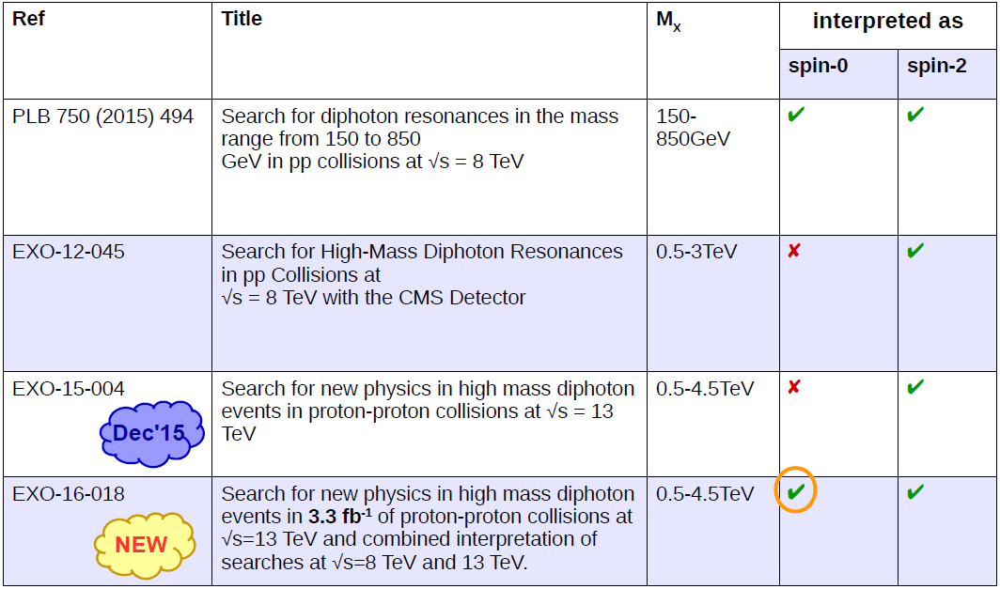 Ref
Title
Mx
interpreted as
spin-0
spin-2
PLB 750 (2015) 494
Search for diphoton resonances in the mass
range from 150 to 850
GeV in pp collisions at √s = 8 TeV
150-
850GeV
✔
✔
EXO-12-045
Search for High-Mass Diphoton Resonances
in pp Collisions at
√s = 8 TeV with the CMS Detector
0.5-3TeV
✘
✔
EXO-15-004
Dec'15
Search for new physics in high mass diphoton
events in proton-proton collisions at √s = 13
TeV
0.5-4.5TeV
✘
✔
EXO-16-018
NEW
Search for new physics in high mass diphoton
events in 3.3 fb⁻¹ of proton-proton collisions at
√s=13 TeV and combined interpretation of
searches at √s=8 TeV and 13 TeV.
0.5-4.5TeV
✔
✔